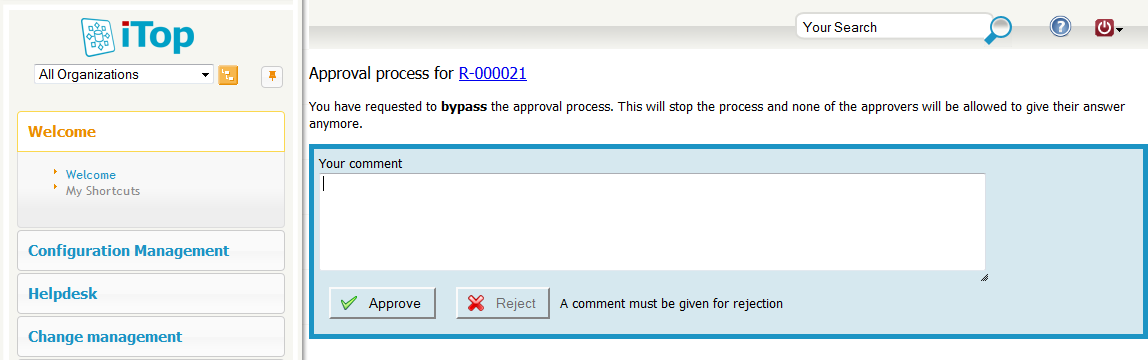 iTop
All Organizations
Welcome
Welcome
My Shortcuts
Configuration Management
Helpdesk
Change management
Your Search
?
Approval process for R-000021
You have requested to bypass the approval process. This will stop the process and none of the approvers will be allowed to give their answer
anymore.
Your comment
Approve
Reject
A comment must be given for rejection